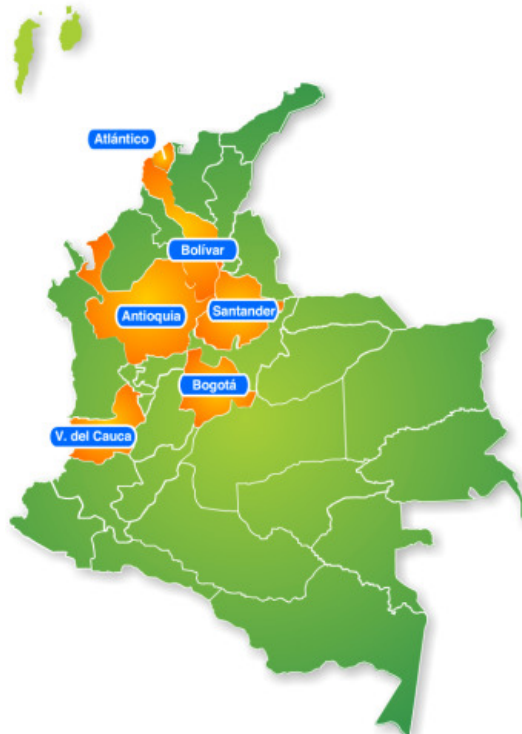 Atlántico
Bolívar
Antioquia
Santander
Bogotá
V. del Cauca